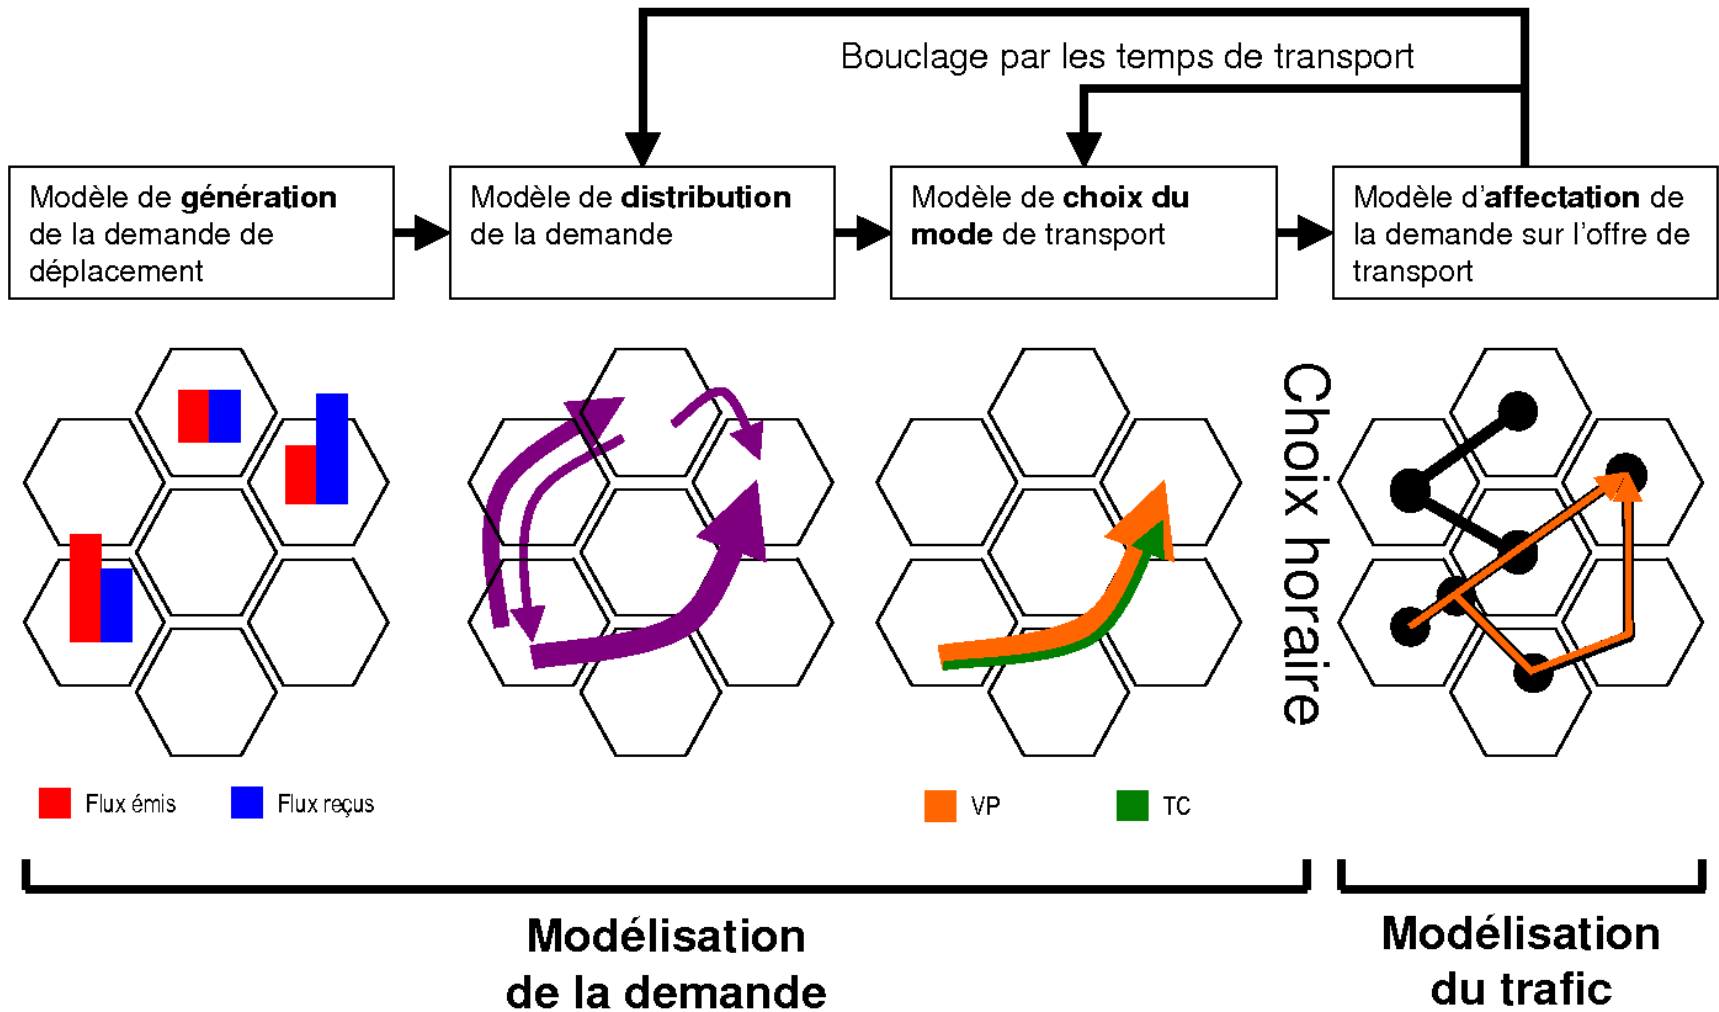 Bouclage par les temps de transport
Modèle de génération
de la demande de
déplacement
Modèle de distribution
de la demande
Modèle de choix du
mode de transport
Modèle d'affectation de
la demande sur l'offre de
transport
Choix horaire
Flux émis
Flux reçus
VP
TC
Modélisation
de la demande
Modélisation
du trafic